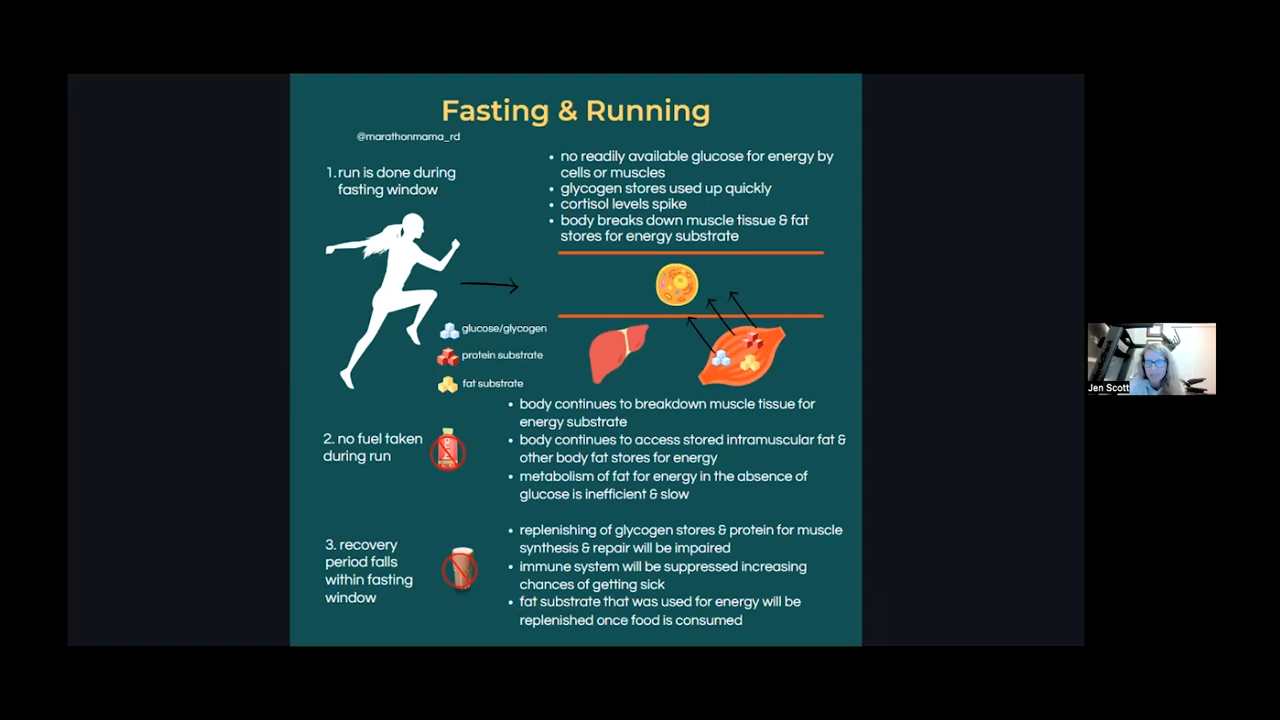 Fasting & Running
@marathonmama_rd
1. run is done during
fasting window
• no readily available glucose for energy by
cells or muscles
• glycogen stores used up quickly
• cortisol levels spike
• body breaks down muscle tissue & fat
stores for energy substrate
glucose/glycogen
protein substrate
fat substrate
2. no fuel taken
during run
• body continues to breakdown muscle tissue for
energy substrate
• body continues to access stored intramuscular fat &
other body fat stores for energy
• metabolism of fat for energy in the absence of
glucose is inefficient & slow
3. recovery
period falls
within fasting
window
• replenishing of glycogen stores & protein for muscle
synthesis & repair will be impaired
• immune system will be suppressed increasing
chances of getting sick
• fat substrate that was used for energy will be
replenished once food is consumed
Jen Scott